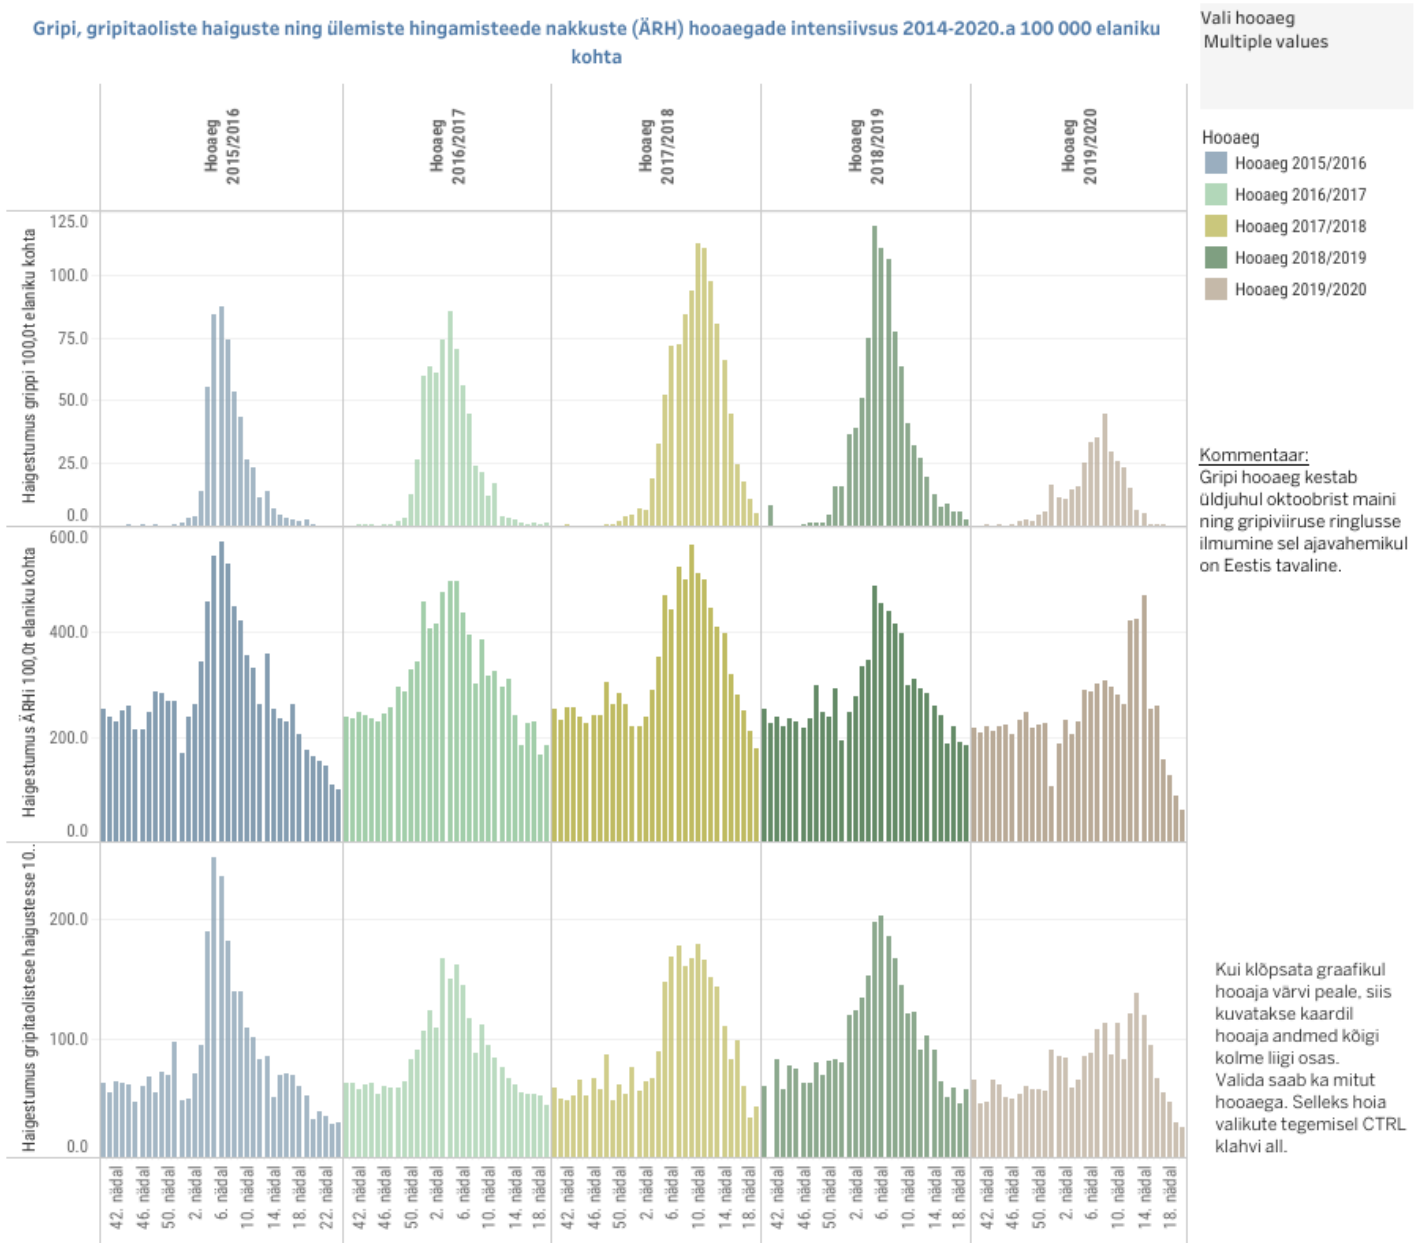 Gripi, gripitaoliste haiguste ning ülemiste hingamisteede nakkuste (ÄRH) hooaegade intensiivsus 2014-2020.a 100 000 elaniku
kohta
Vali hooaeg
Multiple values
Hooaeg
2015/2016
Hooaeg
2016/2017
Hooaeg
2017/2018
Hooaeg
2018/2019
Hooaeg
2019/2020
Hooaeg
Hooaeg 2015/2016
Hooaeg 2016/2017
Hooaeg 2017/2018
Hooaeg 2018/2019
Hooaeg 2019/2020
Haigestumus grippi 100,0t elaniku kohta
125.0
100.0
75.0
50.0
25.0
0.0
Kommentaar:
Gripi hooaeg kestab
üldjuhul oktoobrist maini
ning gripiviiruse ringlusse
ilmumine sel ajavahemikul
on Eestis tavaline.
Haigestumus ÄRHi 100,0t elaniku kohta
600.0
400.0
200.0
0.0
Haigestumus gripitaolistese haigustesse 10..
200.0
100.0
0.0
Kui klõpsata graafikul
hooaja värvi peale, siis
kuvatakse kaardil
hooaja andmed kõigi
kolme liigi osas.
Valida saab ka mitut
hooaega. Selleks hoia
valikute tegemisel CTRL
klahvi all.
42. nädal
46. nädal
50. nädal
2. nädal
6. nädal
10. nädal
14. nädal
18. nädal
22. nädal
42. nädal
46. nädal
50. nädal
2. nädal
6. nädal
10. nädal
14. nädal
18. nädal
42. nädal
46. nädal
50. nädal
2. nädal
6. nädal
10. nädal
14. nädal
18. nädal
42. nädal
46. nädal
50. nädal
2. nädal
6. nädal
10. nädal
14. nädal
18. nädal
42. nädal
46. nädal
50. nädal
2. nädal
6. nädal
10. nädal
14. nädal
18. nädal